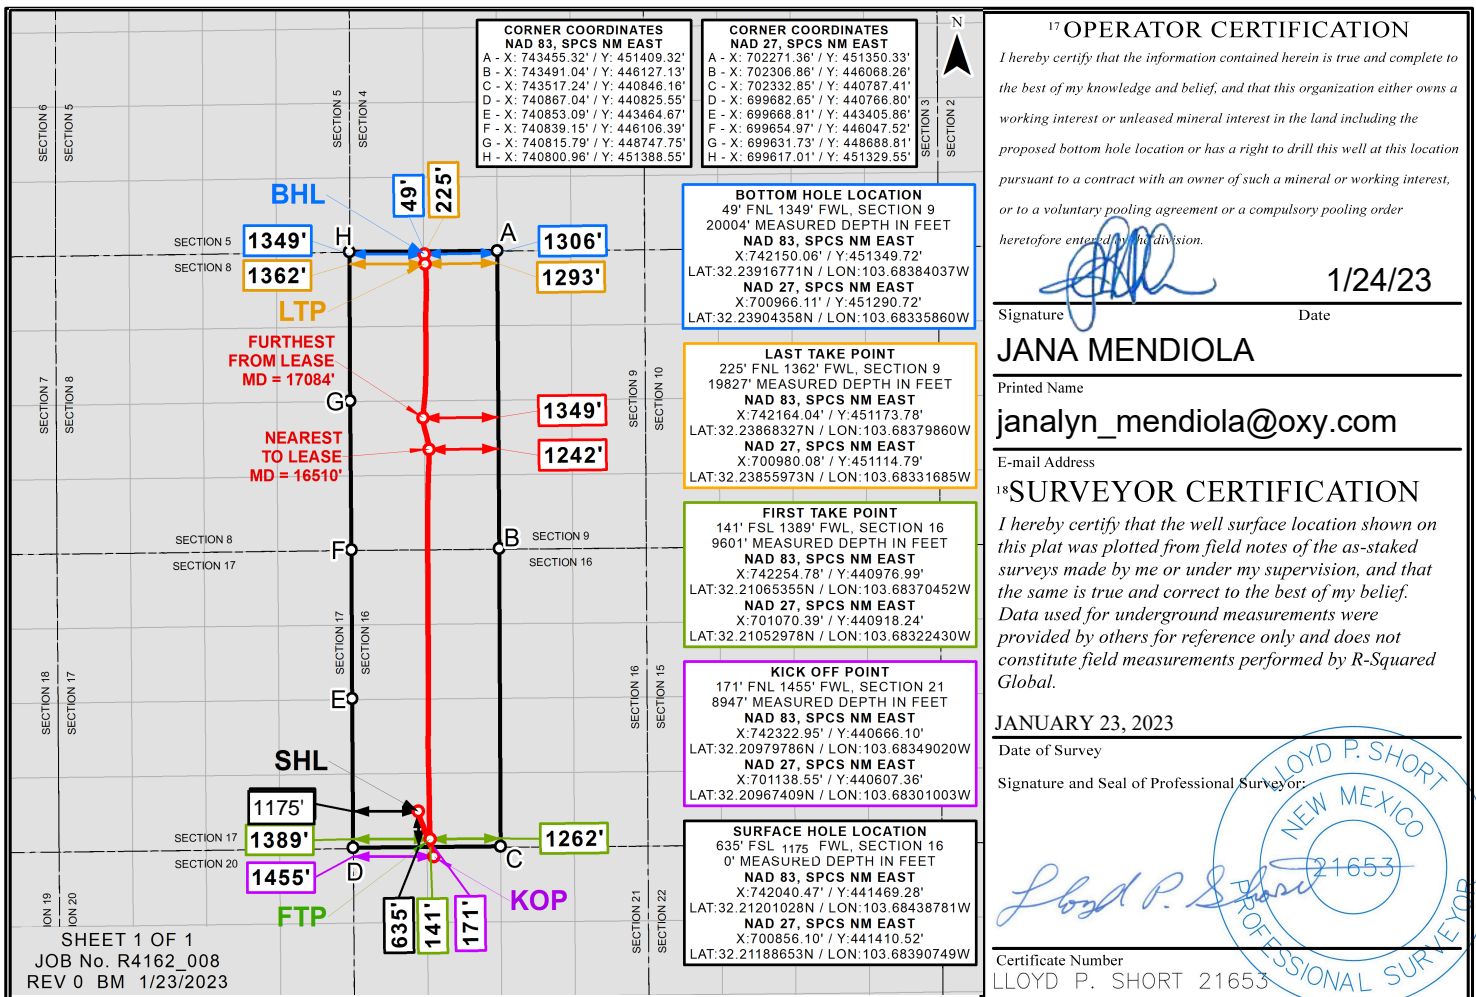 CORNER COORDINATES
NAD 83, SPCS NM EAST
A - X: 743455.32' / Y: 451409.32'
B - X: 743491.04' / Y: 446127.13'
C - X: 743517.24' / Y: 440846.16'
D - X: 740867.04' / Y: 440825.55'
E - X: 740853.09' / Y: 443464.67'
F - X: 740839.15' / Y: 446106.39'
G - X: 740815.79' / Y: 448747.75'
H - X: 740800.96' / Y: 451388.55'
CORNER COORDINATES
NAD 27, SPCS NM EAST
A - X: 702271.36' / Y: 451350.33'
B - X: 702306.86' / Y: 446068.26'
C - X: 702332.85' / Y: 440787.41'
D - X: 699682.65' / Y: 440766.80'
E - X: 699668.81' / Y: 443405.86'
F - X: 699654.97' / Y: 446047.52'
G - X: 699631.73' / Y: 448688.81'
H - X: 699617.01' / Y: 451329.55'
N
SECTION 6
SECTION 5
SECTION 5
SECTION 4
SECTION 3
SECTION 2
BHL
49'
225'
SECTION 5
1349'
H
A
1306'
SECTION 8
1362'
1293'
LTP
FURTHEST
FROM LEASE
MD = 17084'
SECTION 7
SECTION 8
G
1349'
SECTION 9
SECTION 10
NEAREST
TO LEASE
MD = 16510'
1242'
SECTION 8
F
B
SECTION 9
SECTION 17
SECTION 16
SECTION 17
SECTION 16
SECTION 18
SECTION 17
E
SECTION 16
SECTION 15
SHL
1175'
SECTION 17
1389'
1262'
SECTION 20
D
C
1455'
KOP
FTP
635'
141'
171'
SECTION 21
SECTION 22
ION 19
ION 20
SHEET 1 OF 1
JOB No. R4162_008
REV 0 BM 1/23/2023
BOTTOM HOLE LOCATION
49' FNL 1349' FWL, SECTION 9
20004' MEASURED DEPTH IN FEET
NAD 83, SPCS NM EAST
X:742150.06' / Y:451349.72'
LAT:32.23916771N / LON:103.68384037W
NAD 27, SPCS NM EAST
X:700966.11' / Y:451290.72'
LAT:32.23904358N / LON:103.68335860W
LAST TAKE POINT
225' FNL 1362' FWL, SECTION 9
19827' MEASURED DEPTH IN FEET
NAD 83, SPCS NM EAST
X:742164.04' / Y:451173.78'
LAT:32.23868327N / LON:103.68379860W
NAD 27, SPCS NM EAST
X:700980.08' / Y:451114.79'
LAT:32.23855973N / LON:103.68331685W
FIRST TAKE POINT
141' FSL 1389' FWL, SECTION 16
9601' MEASURED DEPTH IN FEET
NAD 83, SPCS NM EAST
X:742254.78' / Y:440976.99'
LAT:32.21065355N / LON:103.68370452W
NAD 27, SPCS NM EAST
X:701070.39' / Y:440918.24'
LAT:32.21052978N / LON:103.68322430W
KICK OFF POINT
171' FNL 1455' FWL, SECTION 21
8947' MEASURED DEPTH IN FEET
NAD 83, SPCS NM EAST
X:742322.95' / Y:440666.10'
LAT:32.20979786N / LON:103.68349020W
NAD 27, SPCS NM EAST
X:701138.55' / Y:440607.36'
LAT:32.20967409N / LON:103.68301003W
SURFACE HOLE LOCATION
635' FSL 1175 FWL, SECTION 16
0' MEASURED DEPTH IN FEET
NAD 83, SPCS NM EAST
X:742040.47' / Y:441469.28'
LAT:32.21201028N / LON:103.68438781W
NAD 27, SPCS NM EAST
X:700856.10' / Y:441410.52'
LAT:32.21188653N / LON:103.68390749W
17 OPERATOR CERTIFICATION
I hereby certify that the information contained herein is true and complete to
the best of my knowledge and belief, and that this organization either owns a
working interest or unleased mineral interest in the land including the
proposed bottom hole location or has a right to drill this well at this location
pursuant to a contract with an owner of such a mineral or working interest,
or to a voluntary pooling agreement or a compulsory pooling order
heretofore entered by the division.
1/24/23
Signature Date
JANA MENDIOLA
Printed Name
janalyn_mendiola@oxy.com
E-mail Address
18 SURVEYOR CERTIFICATION
I hereby certify that the well surface location shown on
this plat was plotted from field notes of the as-staked
surveys made by me or under my supervision, and that
the same is true and correct to the best of my belief.
Data used for underground measurements were
provided by others for reference only and does not
constitute field measurements performed by R-Squared
Global.
JANUARY 23, 2023
Date of Survey
Signature and Seal of Professional Surveyor:
LLOYD P. SHORT
NEW MEXICO
21653
PROFESSIONAL SURVEYOR
Lloyd P. Short
Certificate Number
LLOYD P. SHORT 21653